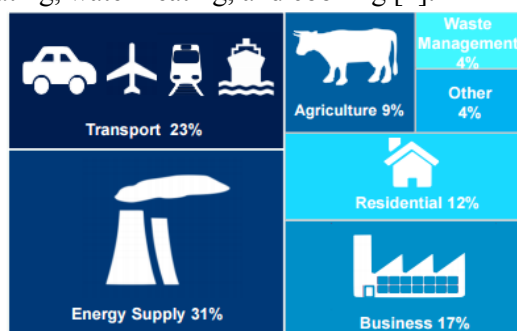 Transport 23%
Agriculture 9%
Waste
Management
4%
Other
4%
Energy Supply 31%
Residential 12%
Business 17%